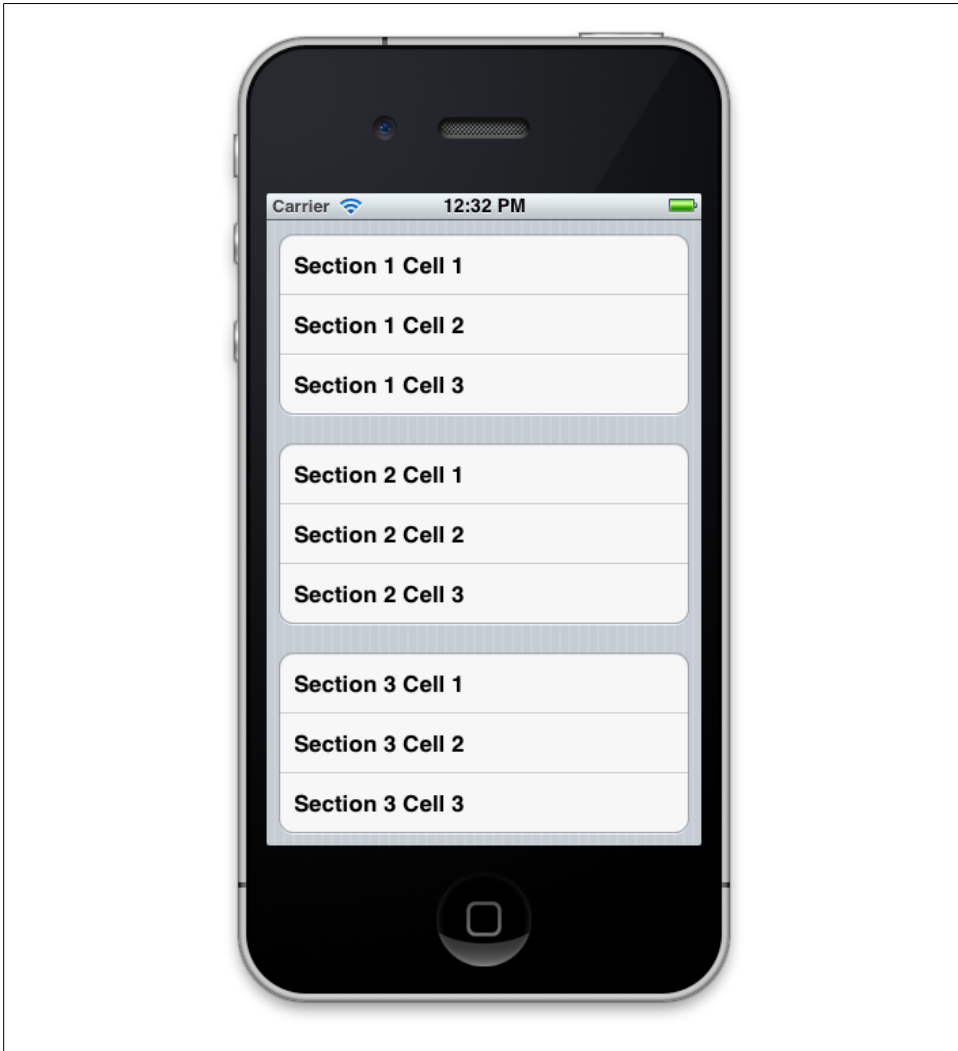 Carrier 12:32 PM
Section 1 Cell 1
Section 1 Cell 2
Section 1 Cell 3
Section 2 Cell 1
Section 2 Cell 2
Section 2 Cell 3
Section 3 Cell 1
Section 3 Cell 2
Section 3 Cell 3